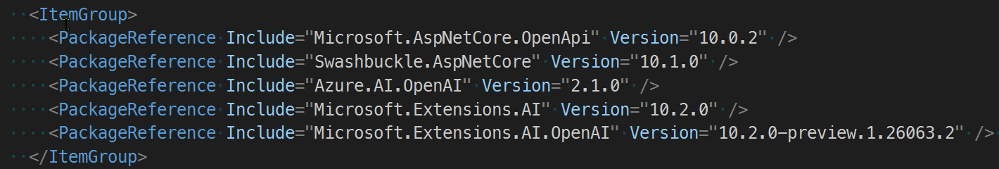 <ItemGroup>
<PackageReference Include="Microsoft.AspNetCore.OpenApi" Version="10.0.2" />
<PackageReference Include="Swashbuckle.AspNetCore" Version="10.1.0" />
<PackageReference Include="Azure.AI.OpenAI" Version="2.1.0" />
<PackageReference Include="Microsoft.Extensions.AI" Version="10.2.0" />
<PackageReference Include="Microsoft.Extensions.AI.OpenAI" Version="10.2.0-preview.1.26063.2" />
</ItemGroup>